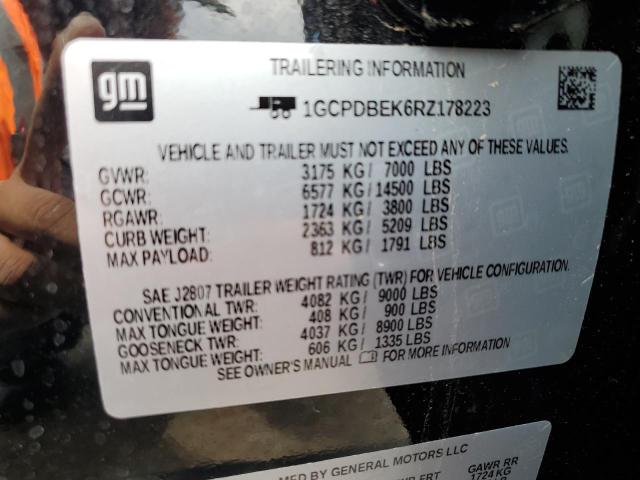 gm
TRAILERING INFORMATION
1GCPDBEK6RZ178223
VEHICLE AND TRAILER MUST NOT EXCEED ANY OF THESE VALUES.
GVWR: 3175 KG/ 7000 LBS
GCWR: 6577 KG/ 14500 LBS
RGAWR: 1724 KG/ 3800 LBS
CURB WEIGHT: 2363 KG/ 5209 LBS
MAX PAYLOAD: 812 KG/ 1791 LBS
SAE J2807 TRAILER WEIGHT RATING (TWR) FOR VEHICLE CONFIGURATION.
CONVENTIONAL TWR: 4082 KG/ 9000 LBS
MAX TONGUE WEIGHT: 408 KG/ 900 LBS
GOOSENECK TWR: 4037 KG/ 8900 LBS
MAX TONGUE WEIGHT: 606 KG/ 1335 LBS
SEE OWNER'S MANUAL FOR MORE INFORMATION
MFD BY GENERAL MOTORS LLC
GAWR RR
FRT 1724 KG